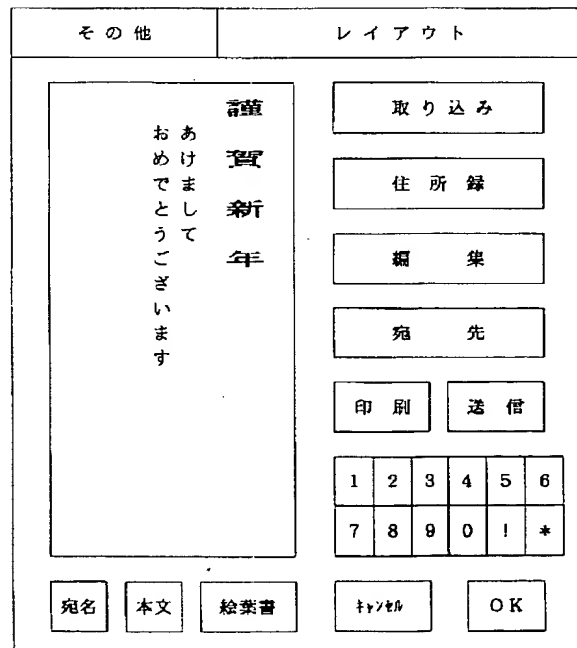 その他
レイアウト
謹賀新年
あけまして
おめでとうございます
取り込み
住所録
編集
宛先
印刷
送信
1 2 3 4 5 6
7 8 9 0 ! *
宛名
本文
絵葉書
ｷｬﾝｾﾙ
OK